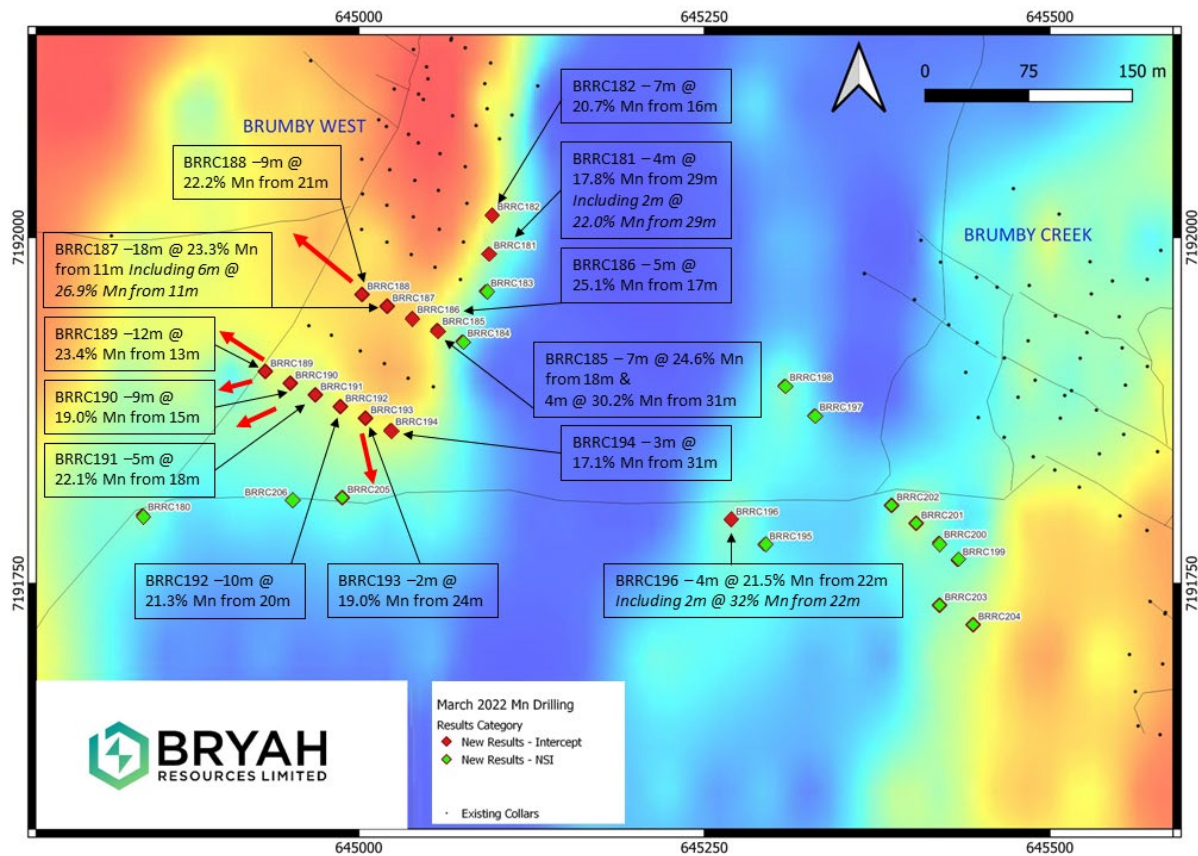 645000
645250
645500
0
75
150 m
BRUMBY WEST
BRUMBY CREEK
7192000
7192000
7191750
7191750
BRRC182 – 7m @
20.7% Mn from 16m
BRRC181 – 4m @
17.8% Mn from 29m
Including 2m @
22.0% Mn from 29m
BRRC188 –9m @
22.2% Mn from 21m
BRRC187 –18m @ 23.3% Mn
from 11m Including 6m @
26.9% Mn from 11m
BRRC186 – 5m @
25.1% Mn from 17m
BRRC189 –12m @
23.4% Mn from 13m
BRRC185 – 7m @ 24.6% Mn
from 18m &
4m @ 30.2% Mn from 31m
BRRC190 –9m @
19.0% Mn from 15m
BRRC194 – 3m @
17.1% Mn from 31m
BRRC191 –5m @
22.1% Mn from 18m
BRRC192 –10m @
21.3% Mn from 20m
BRRC193 –2m @
19.0% Mn from 24m
BRRC196 – 4m @ 21.5% Mn from 22m
Including 2m @ 32% Mn from 22m
BRRC182
BRRC181
BRRC183
BRRC188
BRRC187
BRRC186
BRRC185
BRRC184
BRRC189
BRRC190
BRRC191
BRRC192
BRRC193
BRRC194
BRRC198
BRRC197
BRRC180
BRRC206
BRRC205
BRRC196
BRRC195
BRRC202
BRRC201
BRRC200
BRRC199
BRRC203
BRRC204
BRYAH
RESOURCES LIMITED
March 2022 Mn Drilling
Results Category
New Results - Intercept
New Results - NSI
Existing Collars
645000
645250
645500